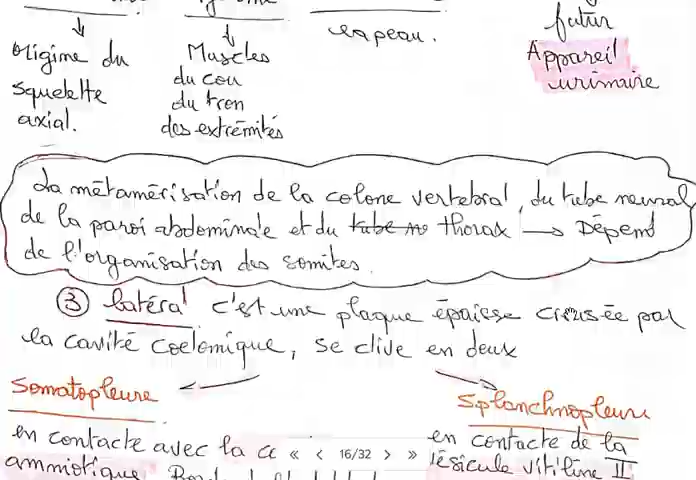 origine du
squelette
axial.
Muscles
du cou
du tron
des extrémités
la peau.
futur
Appareil
urinaire
La métamérisation de la colone vertebral, du tube neural
de la paroi abdominale et du tube thorax → Dépend
de l'organisation des somites.
③ latéral c'est une plaque épaisse creusée par
la cavité coelomique, se clive en deux
Somatopleure
Splanchnopleure
en contacte avec la
en contacte de la
« < 16/32 > »
amniotique
vésicule vitiline II